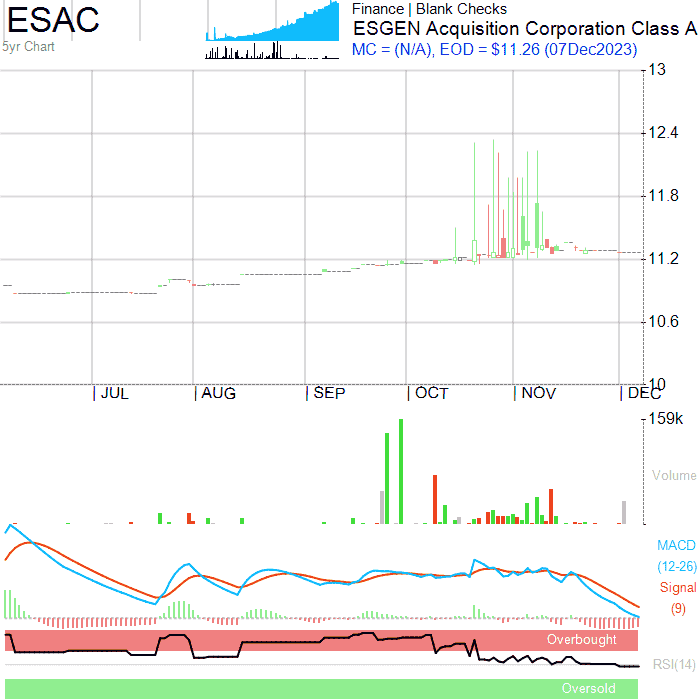 ESAC
5yr Chart
Finance | Blank Checks
ESGEN Acquisition Corporation Class A
MC = (N/A), EOD = $11.26 (07Dec2023)
13
12.4
11.8
11.2
10.6
10
JUL AUG SEP OCT NOV DEC
159k
Volume
MACD
(12-26)
Signal
(9)
Overbought
RSI(14)
Oversold